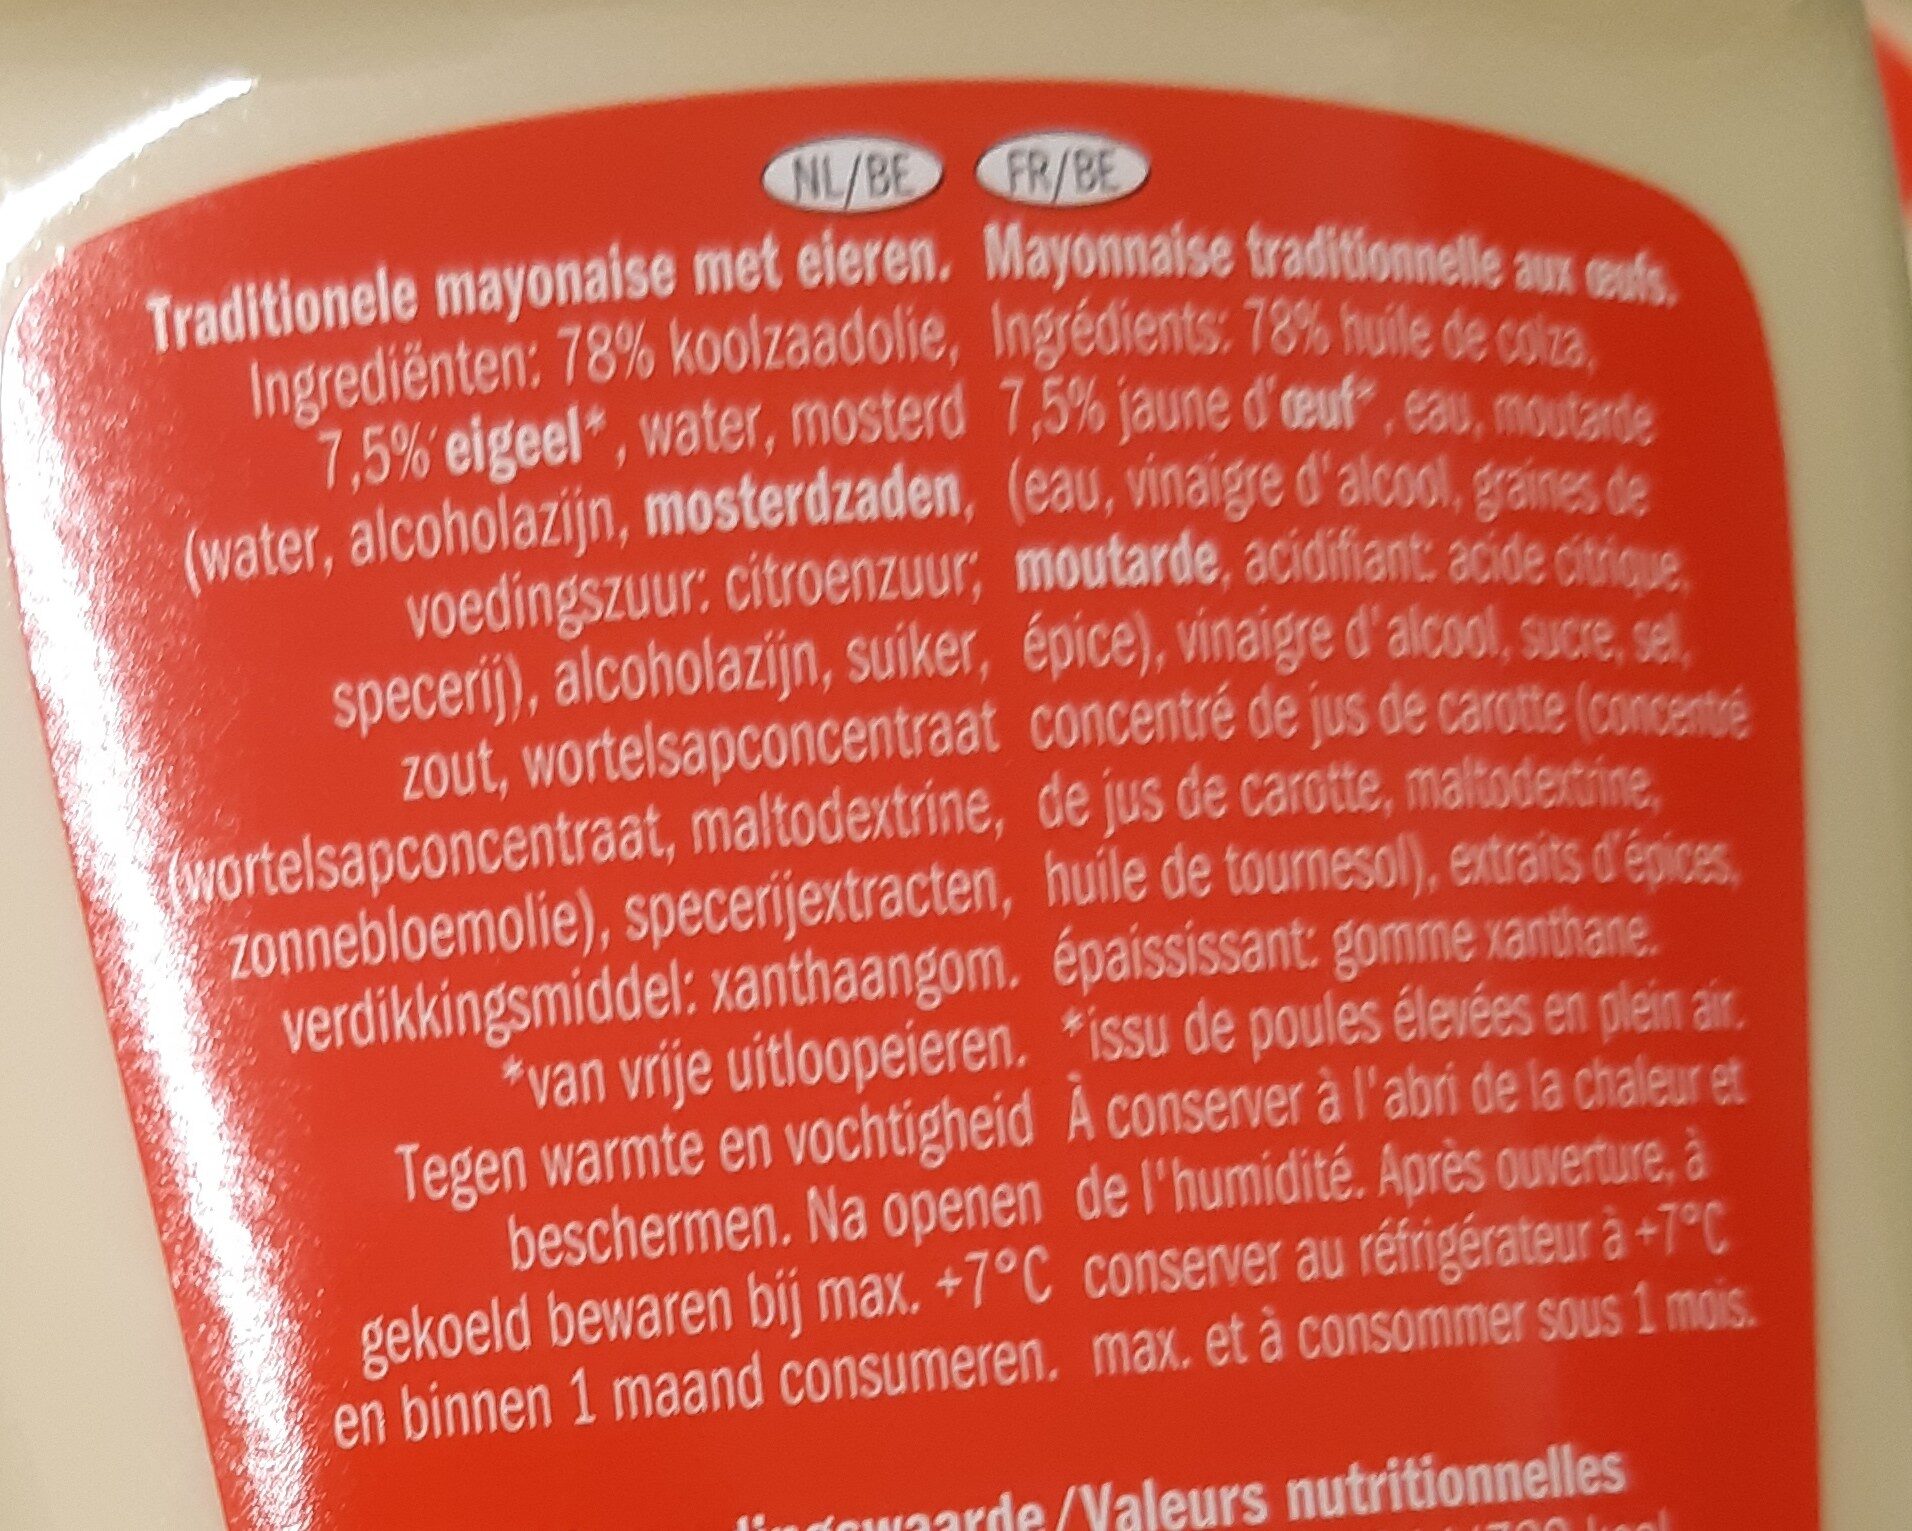 NL/BE
Traditionele mayonaise met eieren.
Ingrediënten: 78% koolzaadolie,
7,5% eigeel*, water, mosterd
(water, alcoholazijn, mosterdzaden,
voedingszuur: citroenzuur;
specerij), alcoholazijn, suiker,
zout, wortelsapconcentraat
(wortelsapconcentraat, maltodextrine,
zonnebloemolie), specerijextracten,
verdikkingsmiddel: xanthaangom.
*van vrije uitloopeieren.
Tegen warmte en vochtigheid
beschermen. Na openen
gekoeld bewaren bij max. +7°C
en binnen 1 maand consumeren.
FR/BE
Mayonnaise traditionnelle aux œufs.
Ingrédients: 78% huile de colza,
7,5% jaune d'œuf*, eau, moutarde
(eau, vinaigre d'alcool, graines de
moutarde, acidifiant: acide citrique,
épice), vinaigre d'alcool, sucre, sel,
concentré de jus de carotte (concentré
de jus de carotte, maltodextrine,
huile de tournesol), extraits d'épices,
épaississant: gomme xanthane.
*issu de poules élevées en plein air.
À conserver à l'abri de la chaleur et
de l'humidité. Après ouverture, à
conserver au réfrigérateur à +7°C
max. et à consommer sous 1 mois.
/Valeurs nutritionnelles